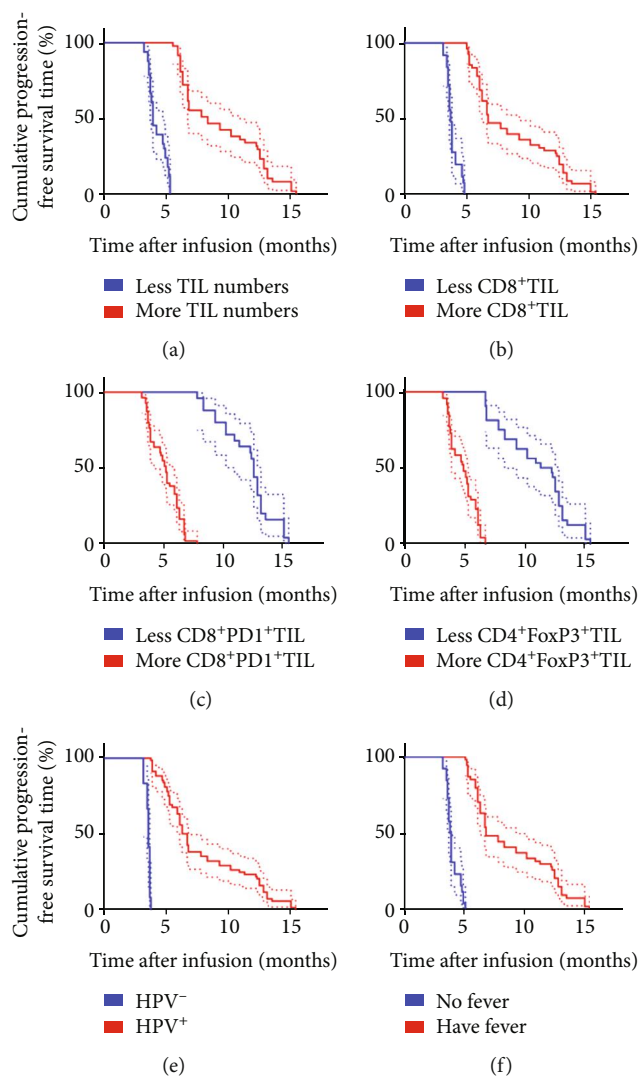 Cumulative progression-
free survival time (%)
100
50
0
0 5 10 15
Time after infusion (months)
Less TIL numbers
More TIL numbers
(a)
100
50
0
0 5 10 15
Time after infusion (months)
Less CD8⁺TIL
More CD8⁺TIL
(b)
100
50
0
0 5 10 15
Time after infusion (months)
Less CD8⁺PD1⁺TIL
More CD8⁺PD1⁺TIL
(c)
100
50
0
0 5 10 15
Time after infusion (months)
Less CD4⁺FoxP3⁺TIL
More CD4⁺FoxP3⁺TIL
(d)
Cumulative progression-
free survival time (%)
100
50
0
0 5 10 15
Time after infusion (months)
HPV⁻
HPV⁺
(e)
100
50
0
0 5 10 15
Time after infusion (months)
No fever
Have fever
(f)